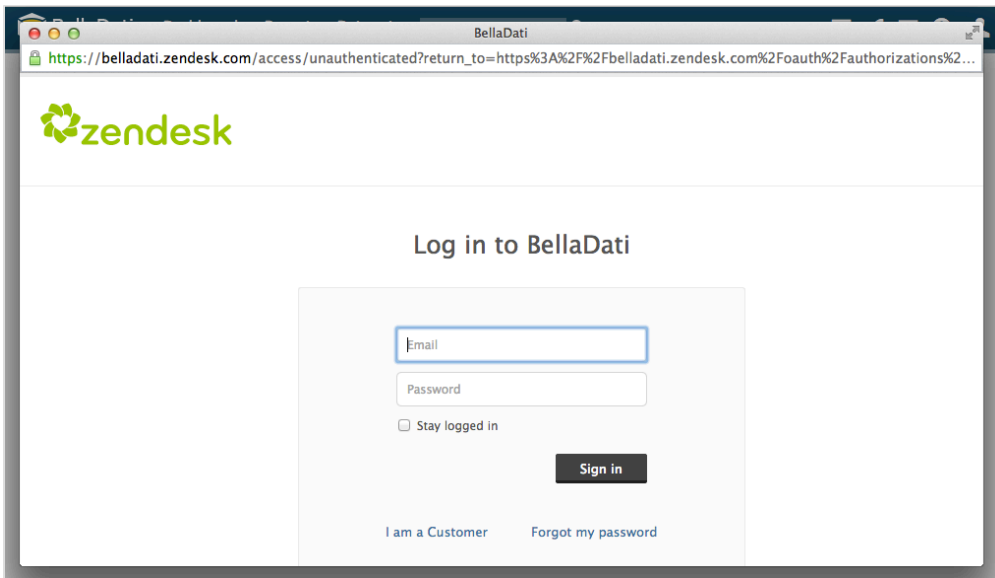 BellaDati
https://belladati.zendesk.com/access/unauthenticated?return_to=https%3A%2F%2Fbelladati.zendesk.com%2Foauth%2Fauthorizations%2...
zendesk
Log in to BellaDati
Email
Password
Stay logged in
Sign in
I am a Customer
Forgot my password